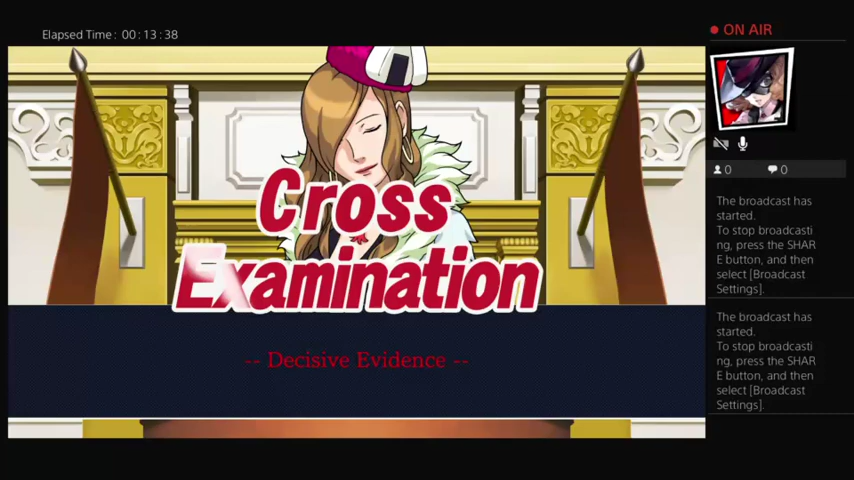 Elapsed Time: 00:13:38
ON AIR
Cross
Examination
-- Decisive Evidence --
0
0
The broadcast has
started.
To stop broadcasti
ng, press the SHAR
E button, and then
select [Broadcast
Settings].
The broadcast has
started.
To stop broadcasti
ng, press the SHAR
E button, and then
select [Broadcast
Settings].